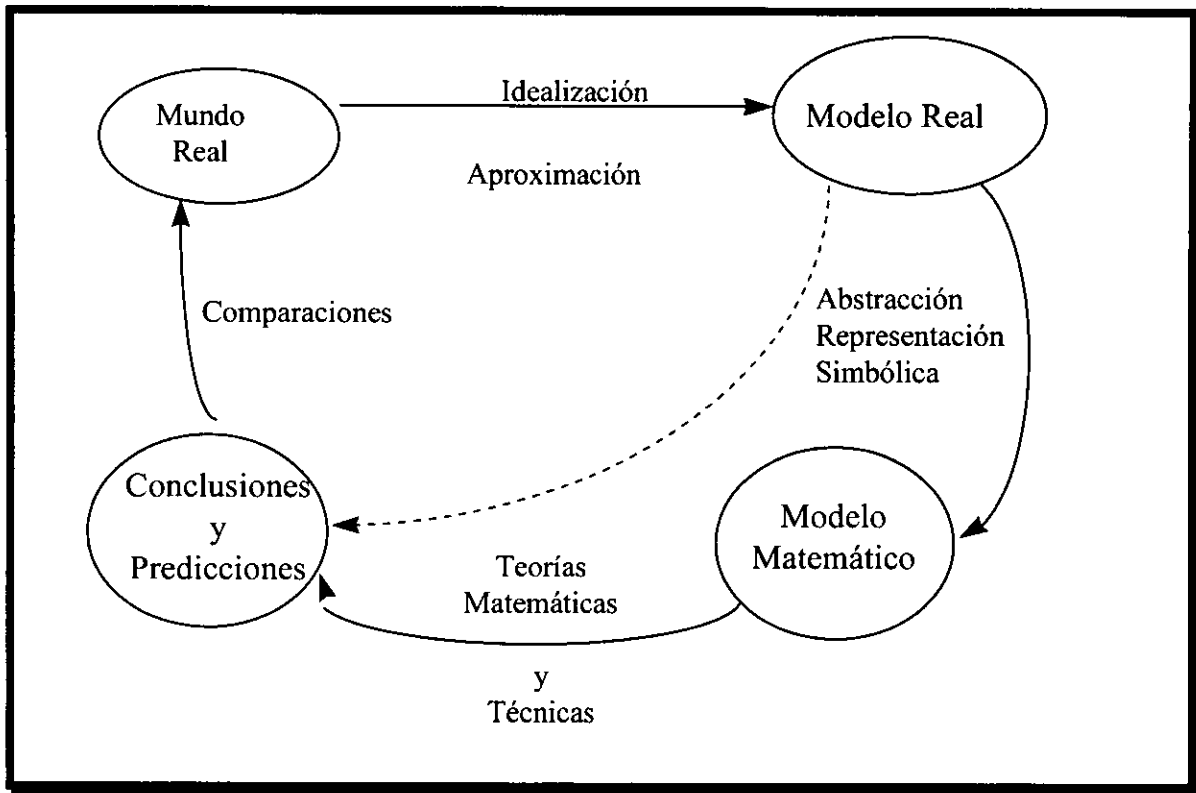 Mundo
Real
Idealización
Aproximación
Modelo Real
Comparaciones
Abstracción
Representación
Simbólica
Conclusiones
y
Predicciones
Modelo
Matemático
Teorías
Matemáticas
y
Técnicas